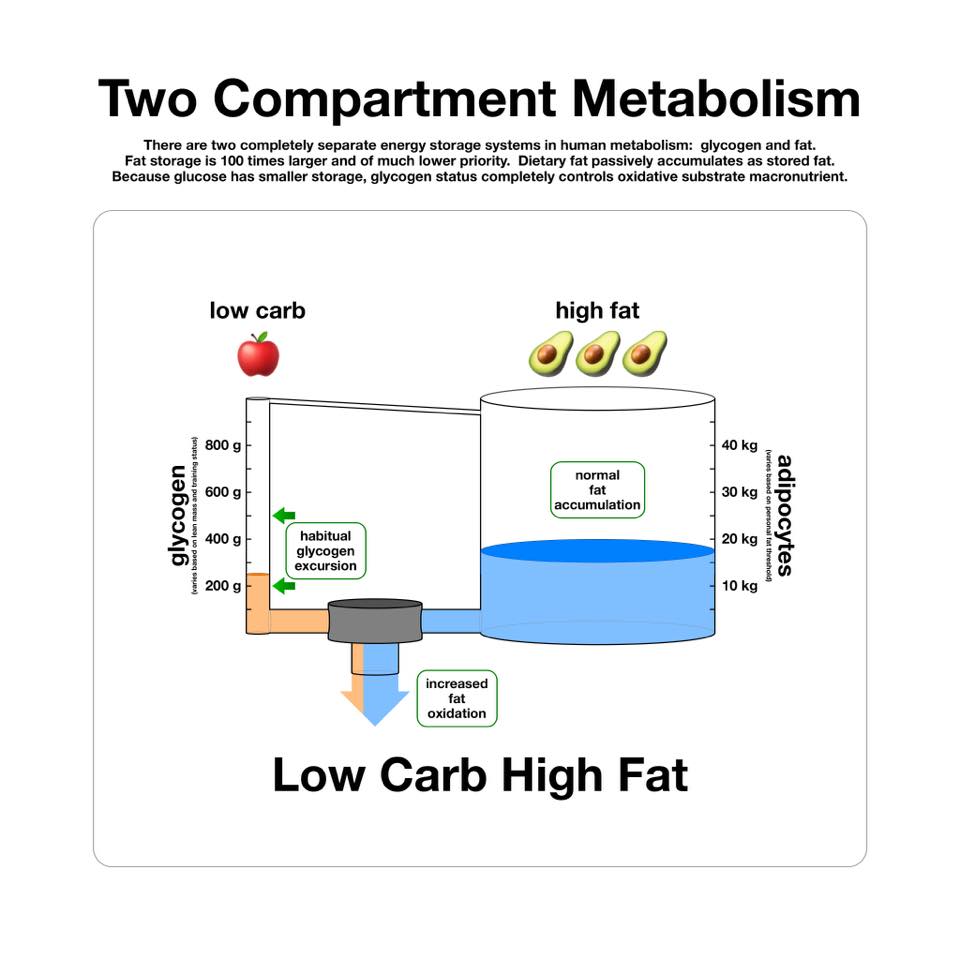 Two Compartment Metabolism
There are two completely separate energy storage systems in human metabolism:  glycogen and fat.
Fat storage is 100 times larger and of much lower priority.  Dietary fat passively accumulates as stored fat.
Because glucose has smaller storage, glycogen status completely controls oxidative substrate macronutrient.
low carb
high fat
glycogen
(varies based on lean mass and training status)
800 g
600 g
400 g
200 g
habitual
glycogen
excursion
normal
fat
accumulation
40 kg
30 kg
20 kg
10 kg
adipocytes
(varies based on personal fat threshold)
increased
fat
oxidation
Low Carb High Fat